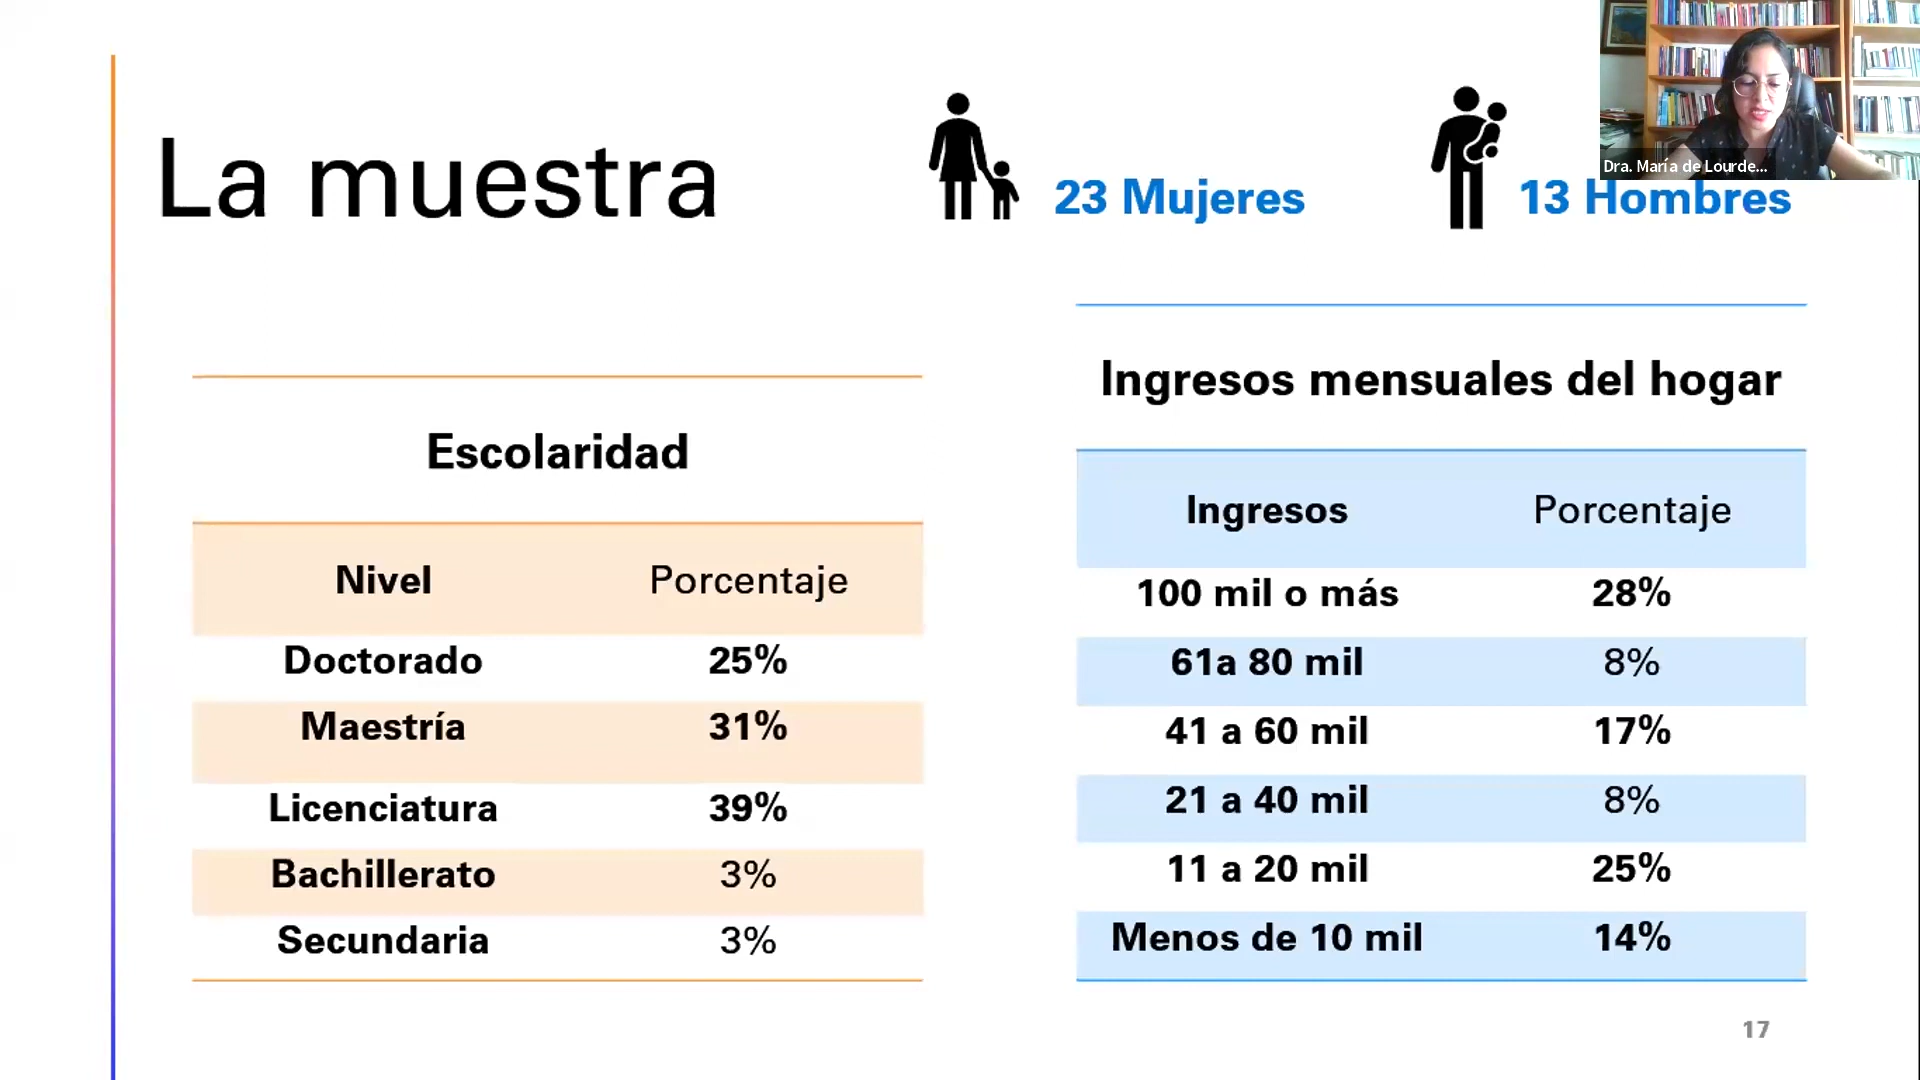 Dra. María de Lourde...
La muestra
23 Mujeres
13 Hombres
Escolaridad
Nivel Porcentaje
Doctorado 25%
Maestría 31%
Licenciatura 39%
Bachillerato 3%
Secundaria 3%
Ingresos mensuales del hogar
Ingresos Porcentaje
100 mil o más 28%
61a 80 mil 8%
41 a 60 mil 17%
21 a 40 mil 8%
11 a 20 mil 25%
Menos de 10 mil 14%
17